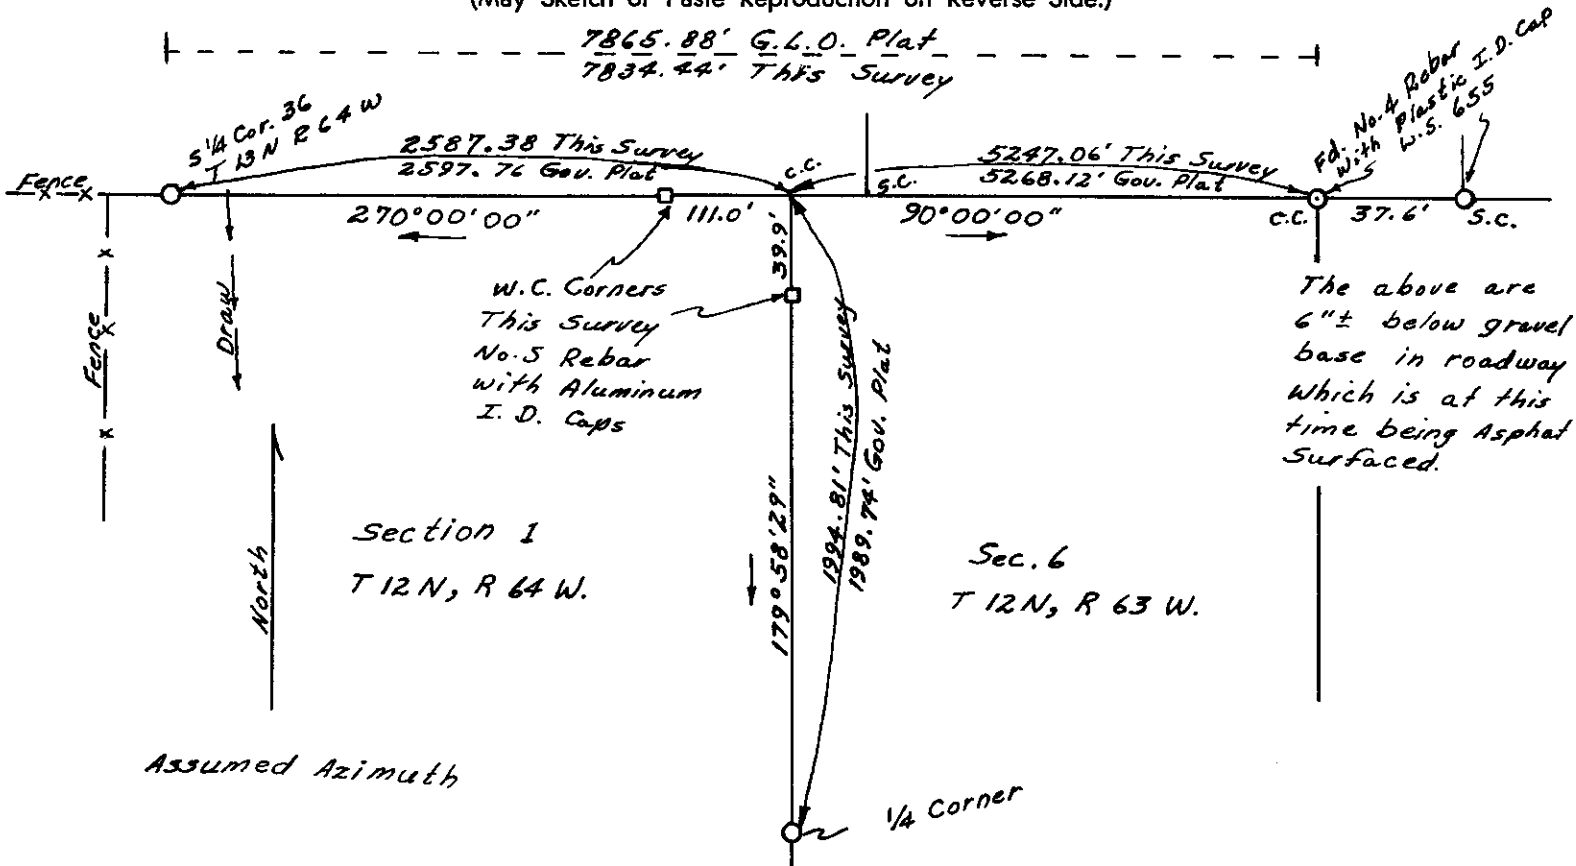 (May Sketch or Paste Reproduction on Reverse Side.)
7865.88' G.L.O. Plat
7834.44' This Survey
S 1/4 Cor. 36
T 13 N R 64 W
2587.38 This Survey
2597.76 Gov. Plat
C.C.
S.C.
5247.06' This Survey
5268.12' Gov. Plat
Fd. No. 4 Rebar
with Plastic I.D. Cap
W.S. 655
Fence
270°00'00"
111.0'
90°00'00"
C.C.
37.6'
S.C.
39.9'
W.C. Corners
This Survey
No. 5 Rebar
with Aluminum
I. D. Caps
The above are
6"± below gravel
base in roadway
which is at this
time being Asphat
Surfaced.
Fence
Draw
North
179°58'29"
1994.81' This Survey
1989.74' Gov. Plat
Section 1
T 12 N, R 64 W.
Sec. 6
T 12N, R 63 W.
Assumed Azimuth
1/4 Corner